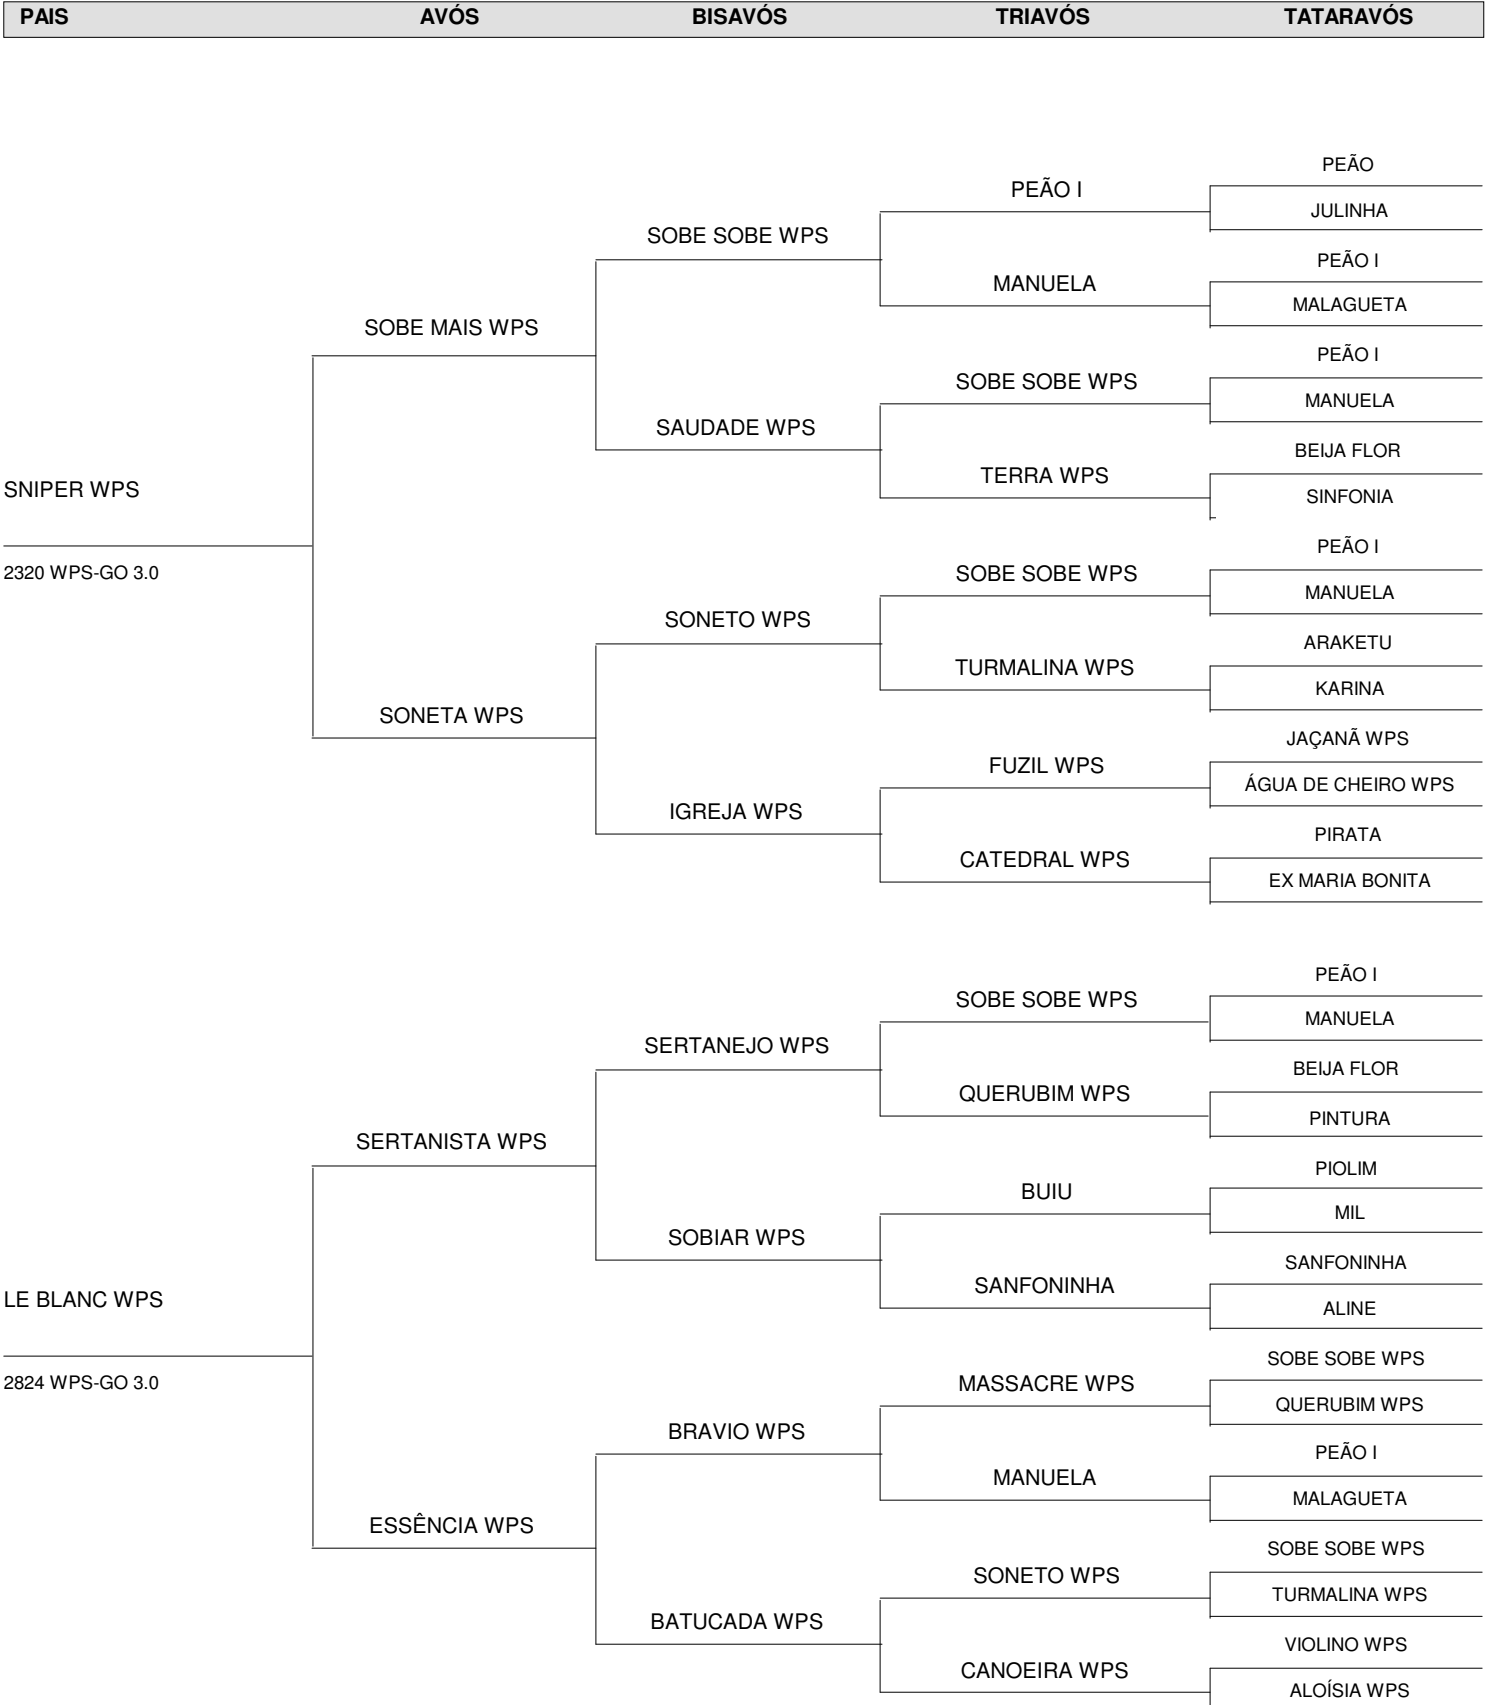 PAIS AVÓS BISAVÓS TRIAVÓS TATARAVÓS
PEÃO
PEÃO I
JULINHA
SOBE SOBE WPS
PEÃO I
MANUELA
MALAGUETA
SOBE MAIS WPS
PEÃO I
SOBE SOBE WPS
MANUELA
SAUDADE WPS
BEIJA FLOR
TERRA WPS
SNIPER WPS
SINFONIA
PEÃO I
2320 WPS-GO 3.0
SOBE SOBE WPS
MANUELA
SONETO WPS
ARAKETU
TURMALINA WPS
KARINA
SONETA WPS
JAÇANÃ WPS
FUZIL WPS
ÁGUA DE CHEIRO WPS
IGREJA WPS
PIRATA
CATEDRAL WPS
EX MARIA BONITA
PEÃO I
SOBE SOBE WPS
MANUELA
SERTANEJO WPS
BEIJA FLOR
QUERUBIM WPS
PINTURA
SERTANISTA WPS
PIOLIM
BUIU
MIL
SOBIAR WPS
SANFONINHA
SANFONINHA
LE BLANC WPS
ALINE
SOBE SOBE WPS
2824 WPS-GO 3.0
MASSACRE WPS
QUERUBIM WPS
BRAVIO WPS
PEÃO I
MANUELA
MALAGUETA
ESSÊNCIA WPS
SOBE SOBE WPS
SONETO WPS
TURMALINA WPS
BATUCADA WPS
VIOLINO WPS
CANOEIRA WPS
ALOÍSIA WPS